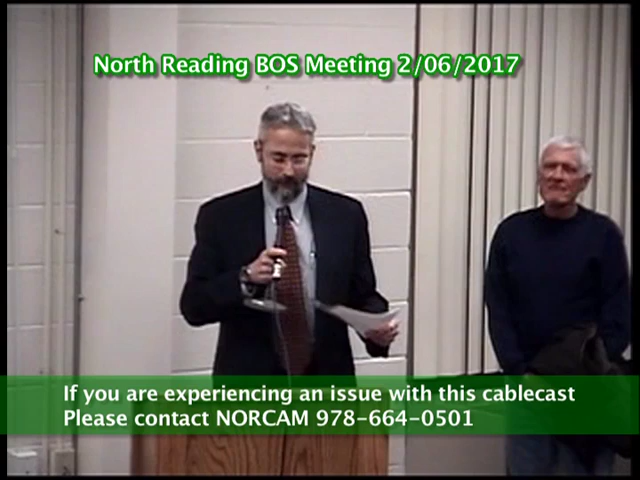 North Reading BOS Meeting 2/06/2017
If you are experiencing an issue with this cablecast
Please contact NORCAM 978-664-0501